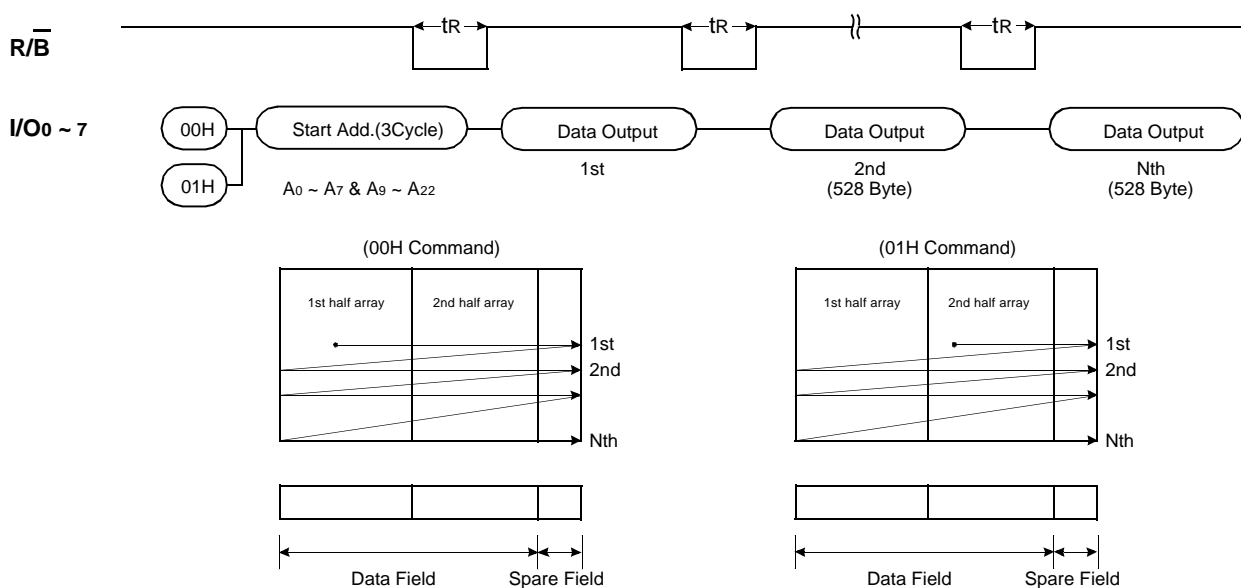 tR tR tR
R/B
I/O0 ~ 7 00H Start Add.(3Cycle) Data Output Data Output Data Output
01H A0 ~ A7 & A9 ~ A22 1st 2nd Nth
(528 Byte) (528 Byte)
(00H Command) (01H Command)
1st half array 2nd half array 1st half array 2nd half array
1st 1st
2nd 2nd
Nth Nth
Data Field Spare Field Data Field Spare Field